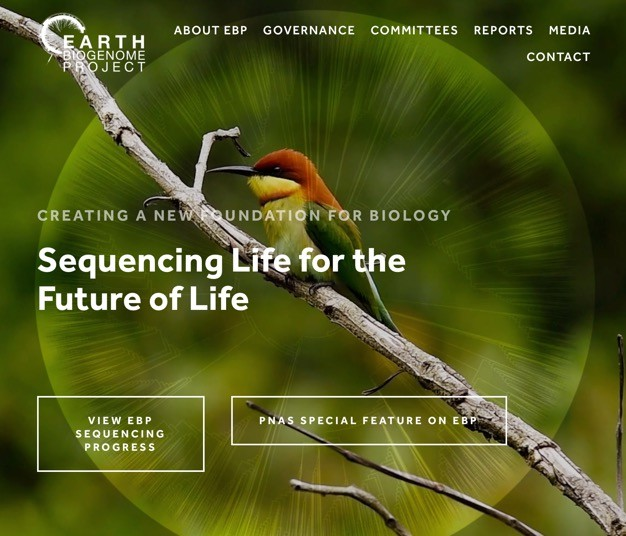 EARTH
BIOGENOME
PROJECT
ABOUT EBP GOVERNANCE COMMITTEES REPORTS MEDIA
CONTACT
CREATING A NEW FOUNDATION FOR BIOLOGY
Sequencing Life for the
Future of Life
VIEW EBP
SEQUENCING
PROGRESS
PNAS SPECIAL FEATURE ON EBP